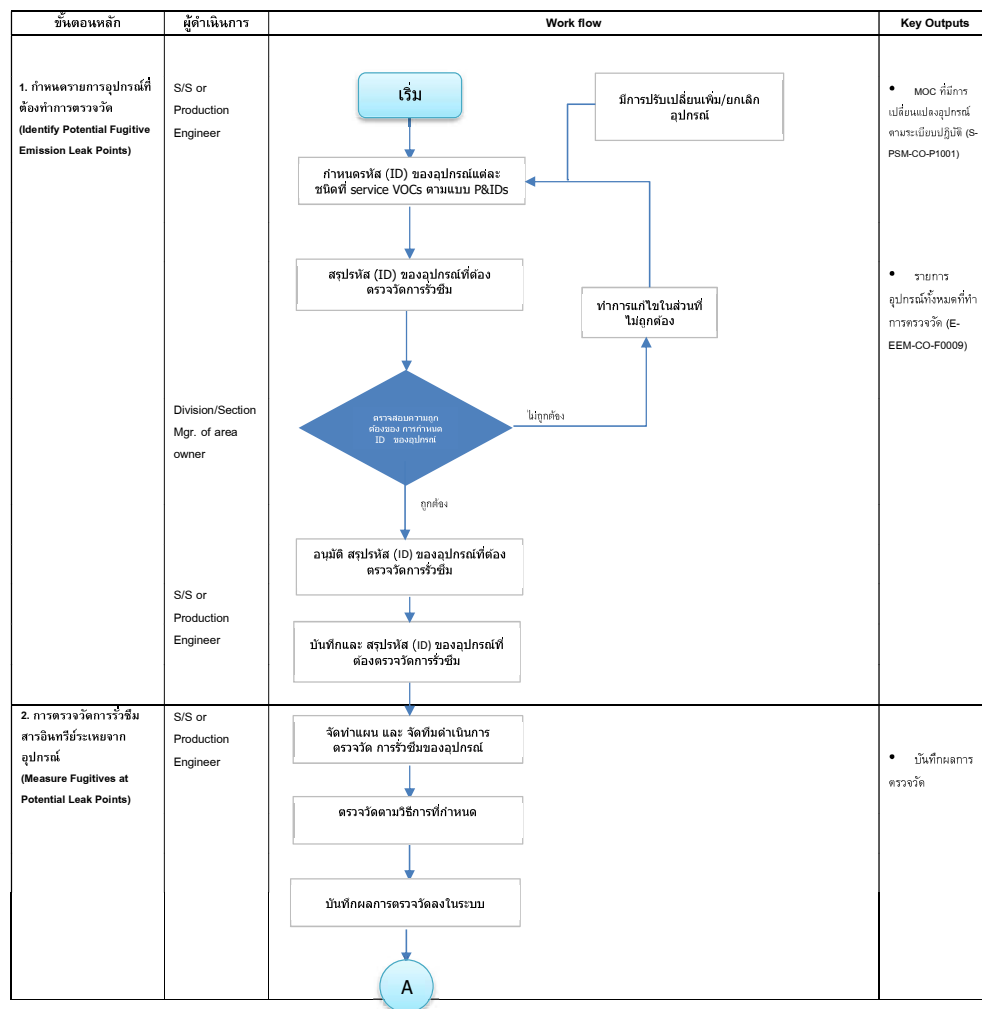 ขั้นตอนหลัก
ผู้ดำเนินการ
Work flow
Key Outputs
1. กำหนดรายการอุปกรณ์ที่
ต้องทำการตรวจวัด
(Identify Potential Fugitive
Emission Leak Points)
S/S or
Production
Engineer
เริ่ม
มีการปรับเปลี่ยนเพิ่ม/ยกเลิก
อุปกรณ์
• MOC ที่มีการ
เปลี่ยนแปลงอุปกรณ์
ตามระเบียบปฏิบัติ (S-
PSM-CO-P1001)
กำหนดรหัส (ID) ของอุปกรณ์แต่ละ
ชนิดที่ service VOCs ตามแบบ P&IDs
สรุปรหัส (ID) ของอุปกรณ์ที่ต้อง
ตรวจวัดการรั่วซึม
ทำการแก้ไขในส่วนที่
ไม่ถูกต้อง
• รายการ
อุปกรณ์ทั้งหมดที่ทำ
การตรวจวัด (E-
EEM-CO-F0009)
Division/Section
Mgr. of area
owner
ตรวจสอบความถูก
ต้องของ การกำหนด
ID ของอุปกรณ์
ไม่ถูกต้อง
ถูกต้อง
อนุมัติ สรุปรหัส (ID) ของอุปกรณ์ที่ต้อง
ตรวจวัดการรั่วซึม
S/S or
Production
Engineer
บันทึกและ สรุปรหัส (ID) ของอุปกรณ์ที่
ต้องตรวจวัดการรั่วซึม
2. การตรวจวัดการรั่วซึม
สารอินทรีย์ระเหยจาก
อุปกรณ์
(Measure Fugitives at
Potential Leak Points)
S/S or
Production
Engineer
จัดทำแผน และ จัดทีมดำเนินการ
ตรวจวัด การรั่วซึมของอุปกรณ์
• บันทึกผลการ
ตรวจวัด
ตรวจวัดตามวิธีการที่กำหนด
บันทึกผลการตรวจวัดลงในระบบ
A